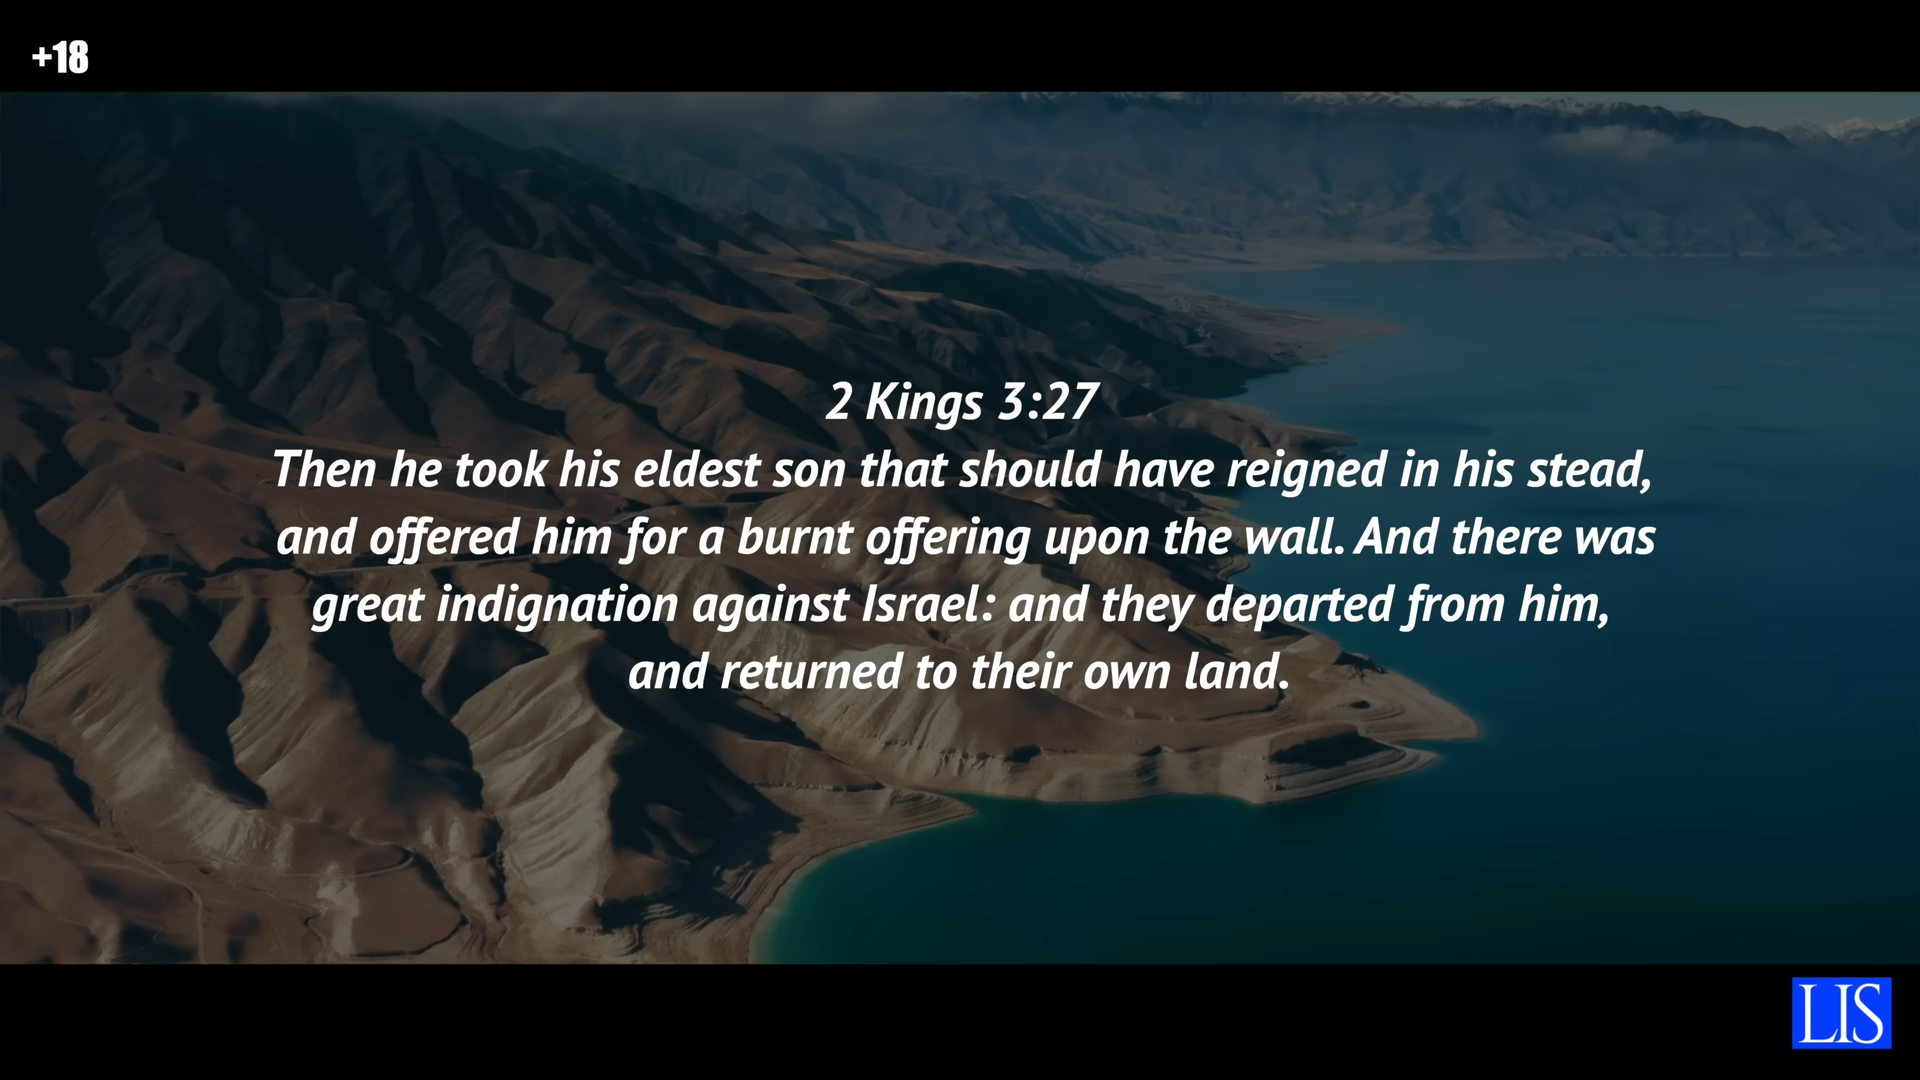 +18
2 Kings 3:27
Then he took his eldest son that should have reigned in his stead,
and offered him for a burnt offering upon the wall. And there was
great indignation against Israel: and they departed from him,
and returned to their own land.
LIS